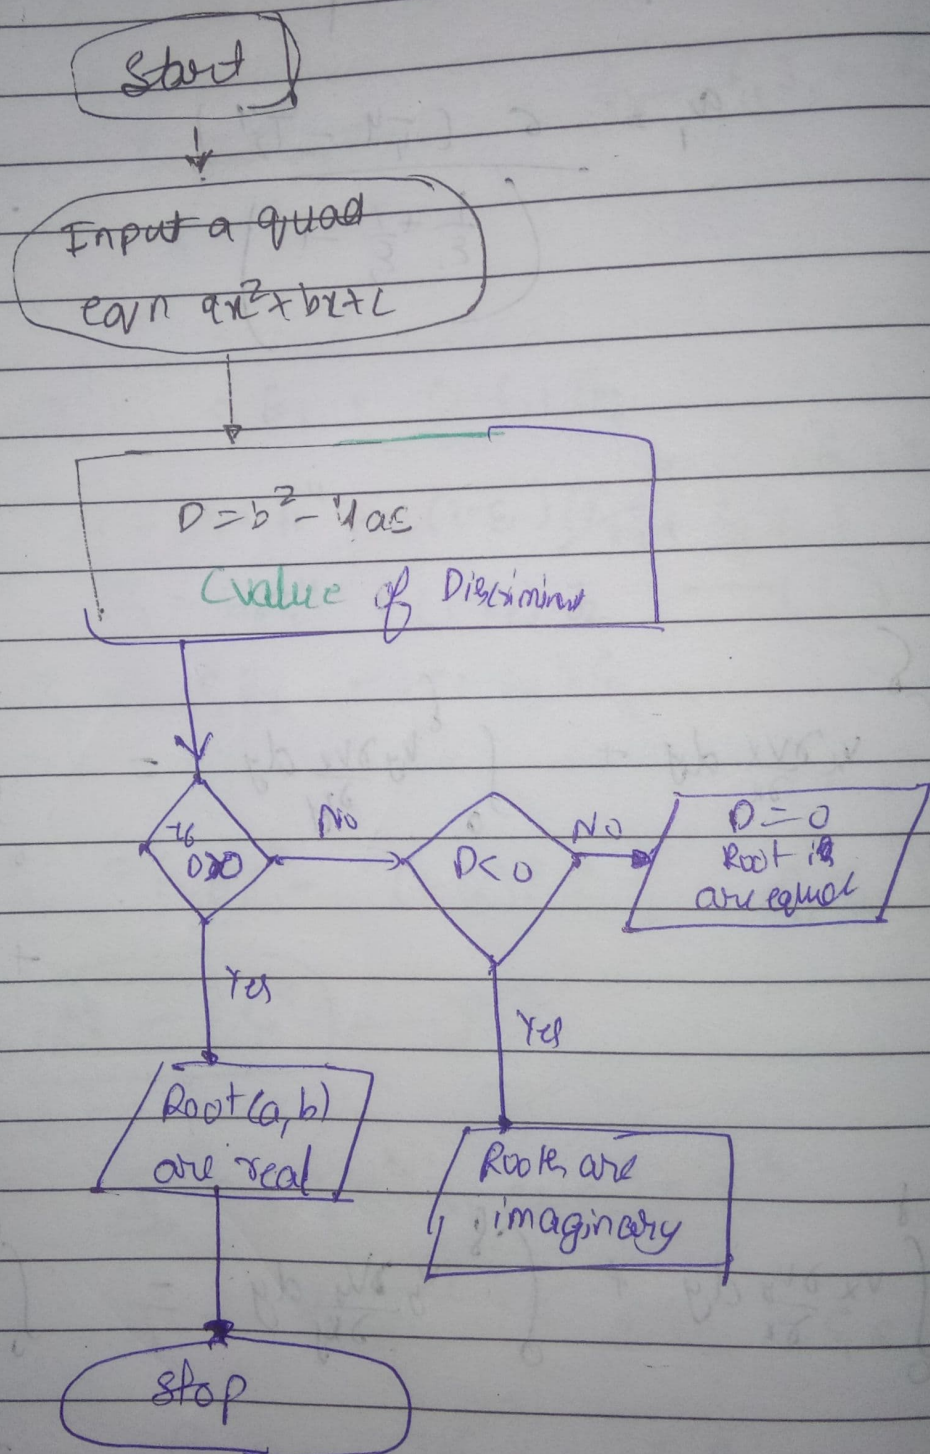 Start
Input a quad
eqn ax²+bx+c
D=b²-4ac
(value of Discriminant
If
D>0
No
D<0
No
D=0
Root is
are equal
Yes
Yes
Root(a,b)
are real
Roots are
imaginary
Stop